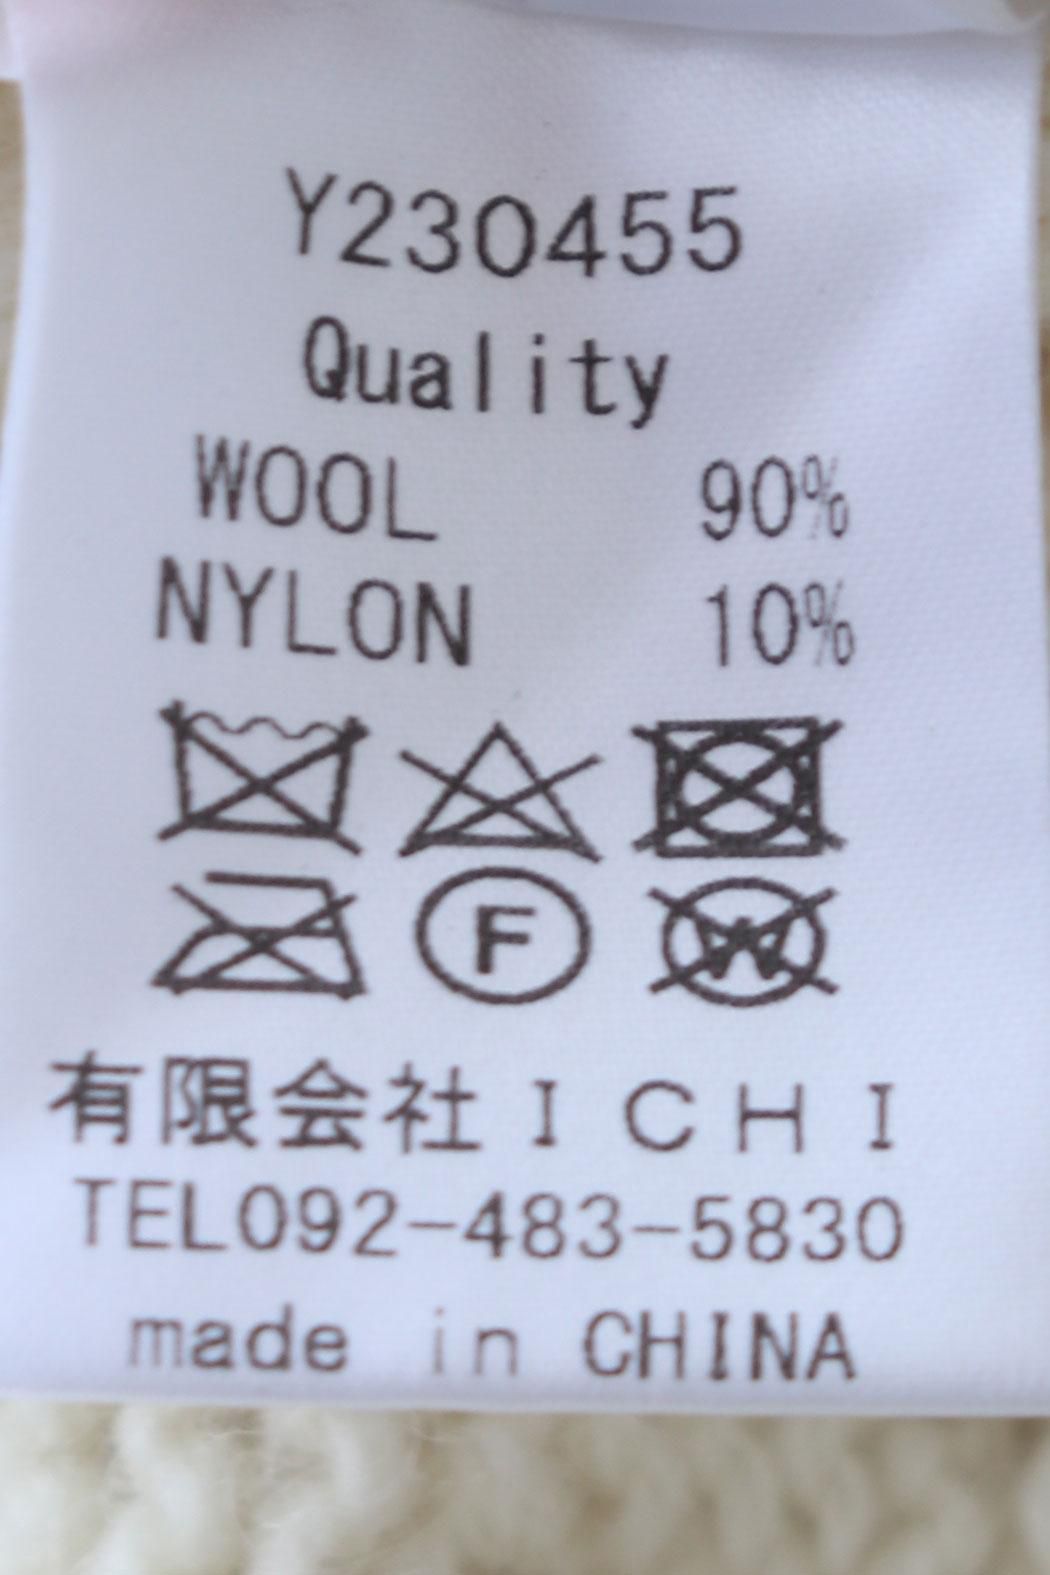 Y230455
Quality
WOOL 90%
NYLON 10%
F W
有限会社ICHI
TEL092-483-5830
made in CHINA